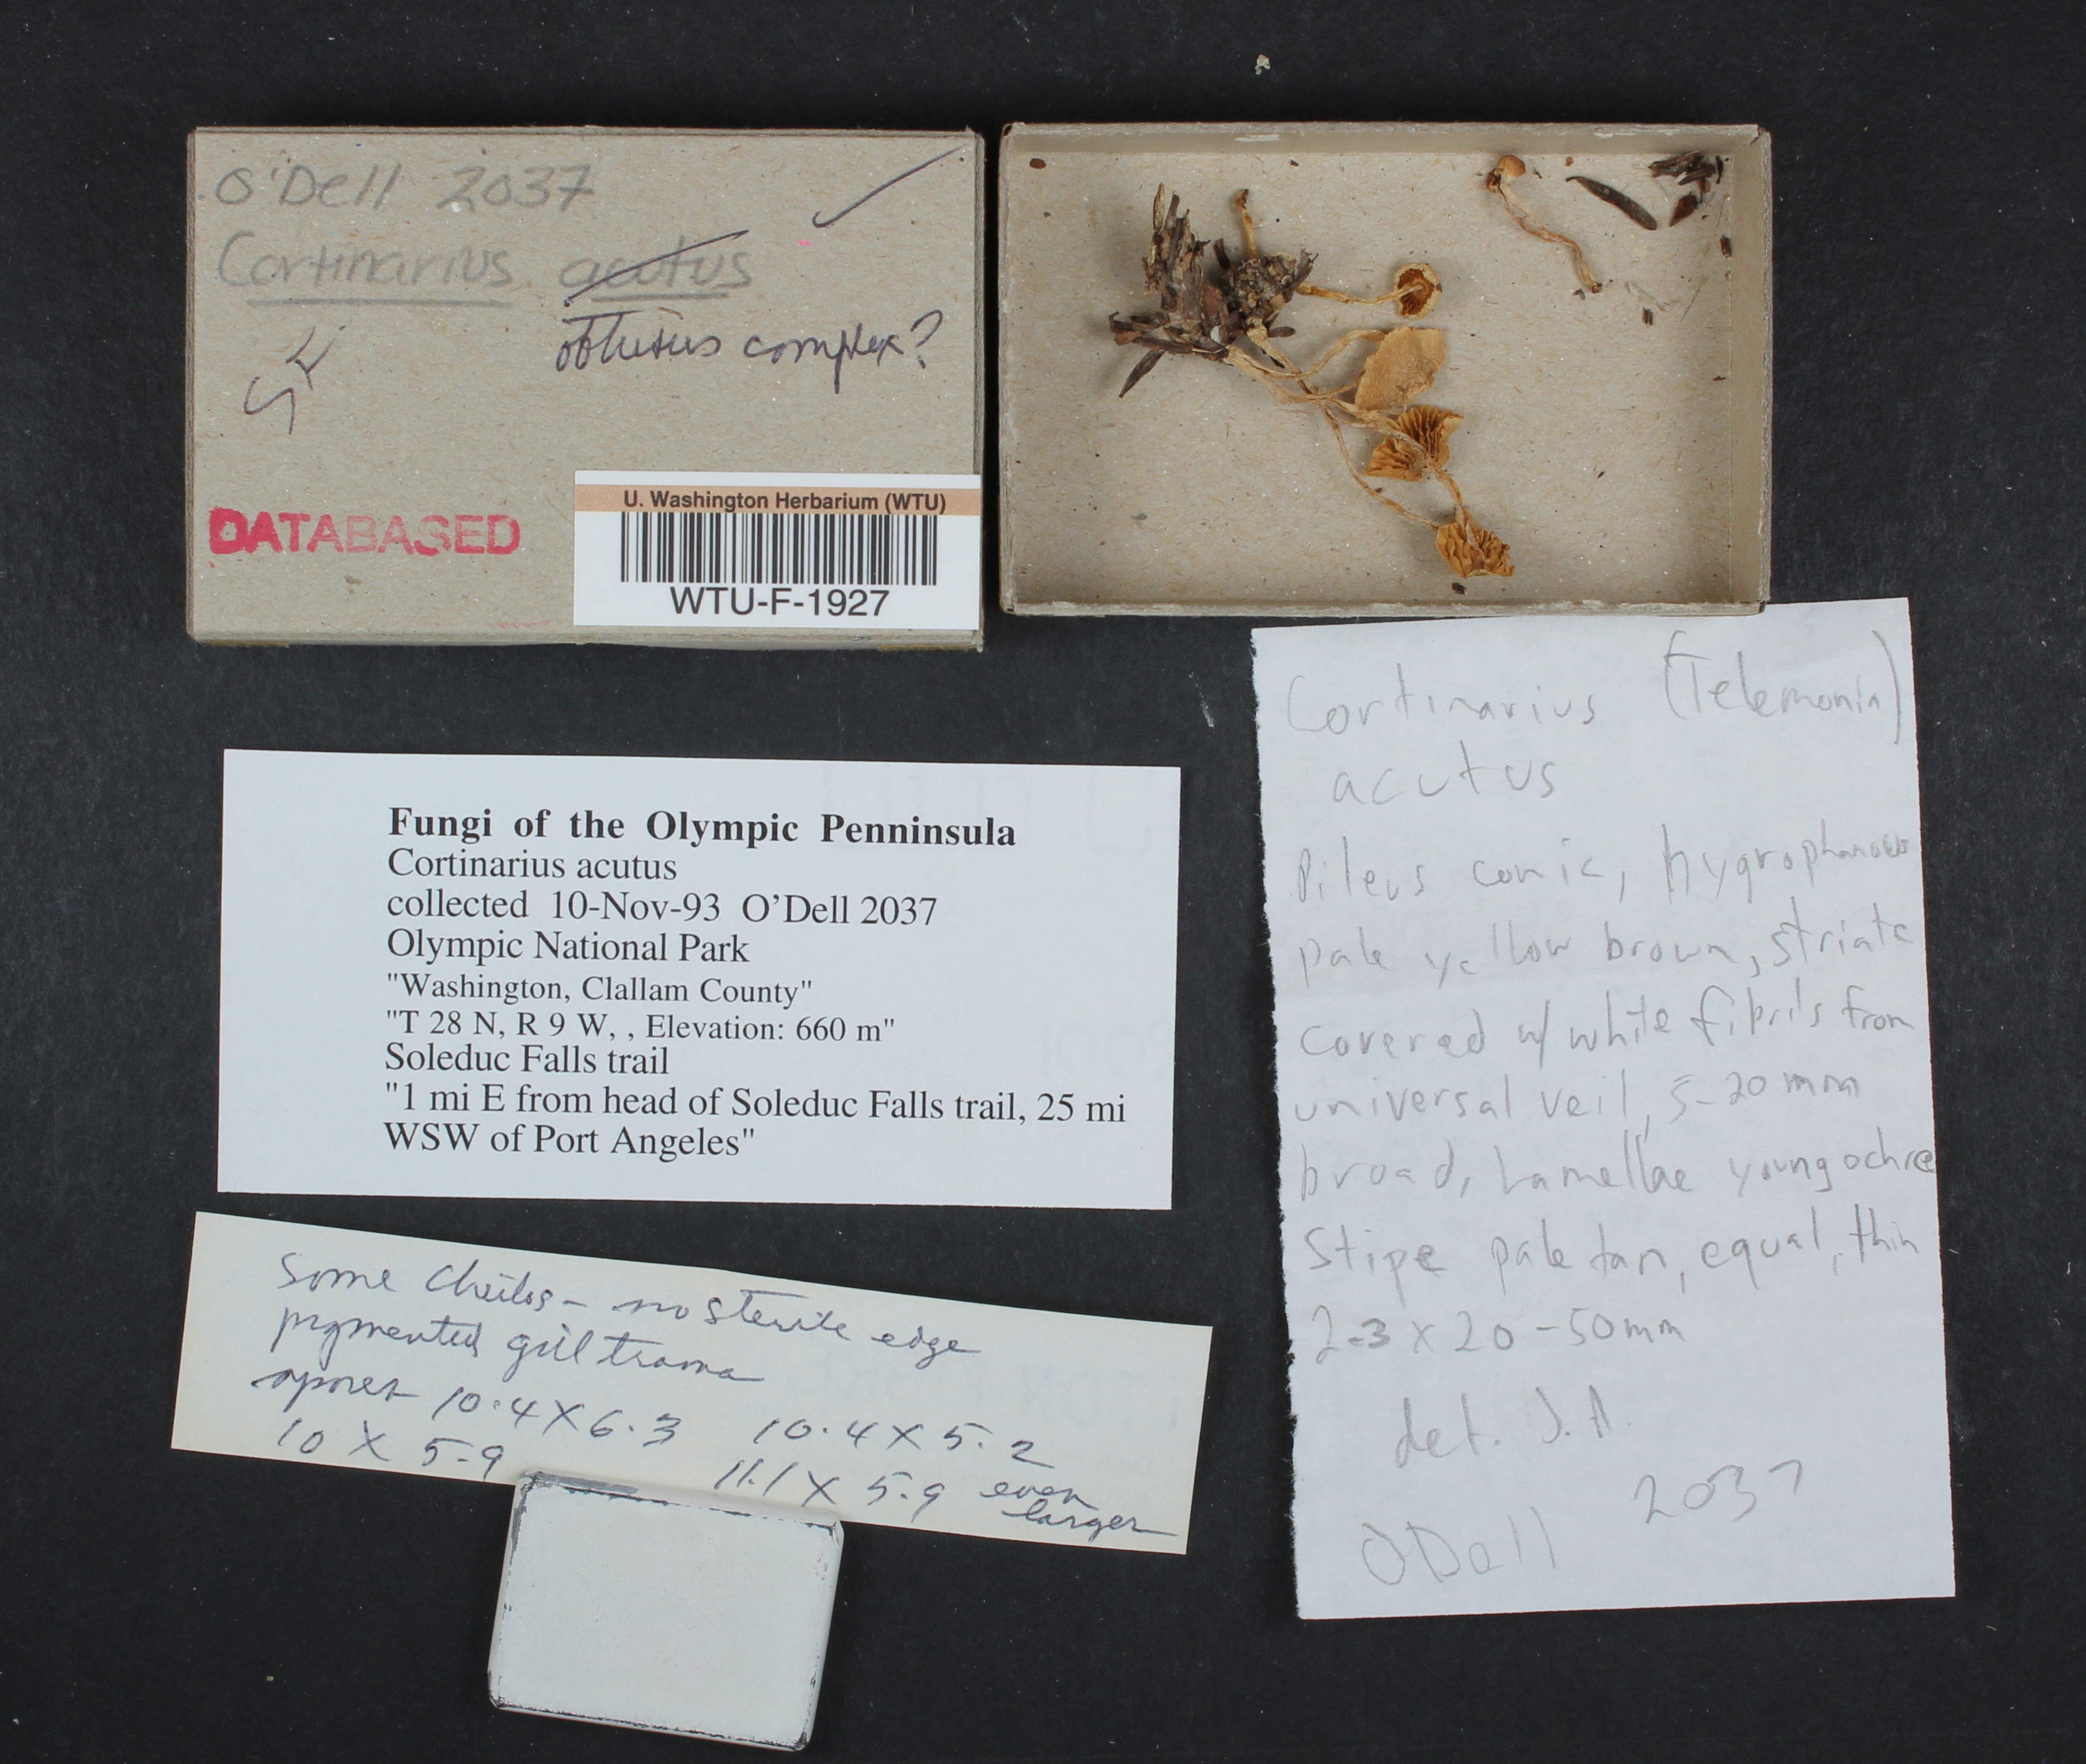 O'Dell 2037
Cortinarius acutus
obtusus complex?
DATABASED
U. Washington Herbarium (WTU)
WTU-F-1927
Fungi of the Olympic Penninsula
Cortinarius acutus
collected 10-Nov-93 O'Dell 2037
Olympic National Park
"Washington, Clallam County"
"T 28 N, R 9 W, , Elevation: 660 m"
Soleduc Falls trail
"1 mi E from head of Soleduc Falls trail, 25 mi
WSW of Port Angeles"
Some Cheilos - no sterile edge
pigmented gill trama
spores 10.4 X 6.3 10.4 X 5.2
10 X 5.9 11.1 X 5.9 even
larger
Cortinarius (Telemonia)
acutus
Pileus conic, hygrophanous
pale yellow brown, striate
covered w/ white fibrils from
universal veil, 5-20 mm
broad, Lamellae young ochre
Stipe pale tan, equal, thin
2-3 x 20-50mm
det. J.A.
ODell 2037